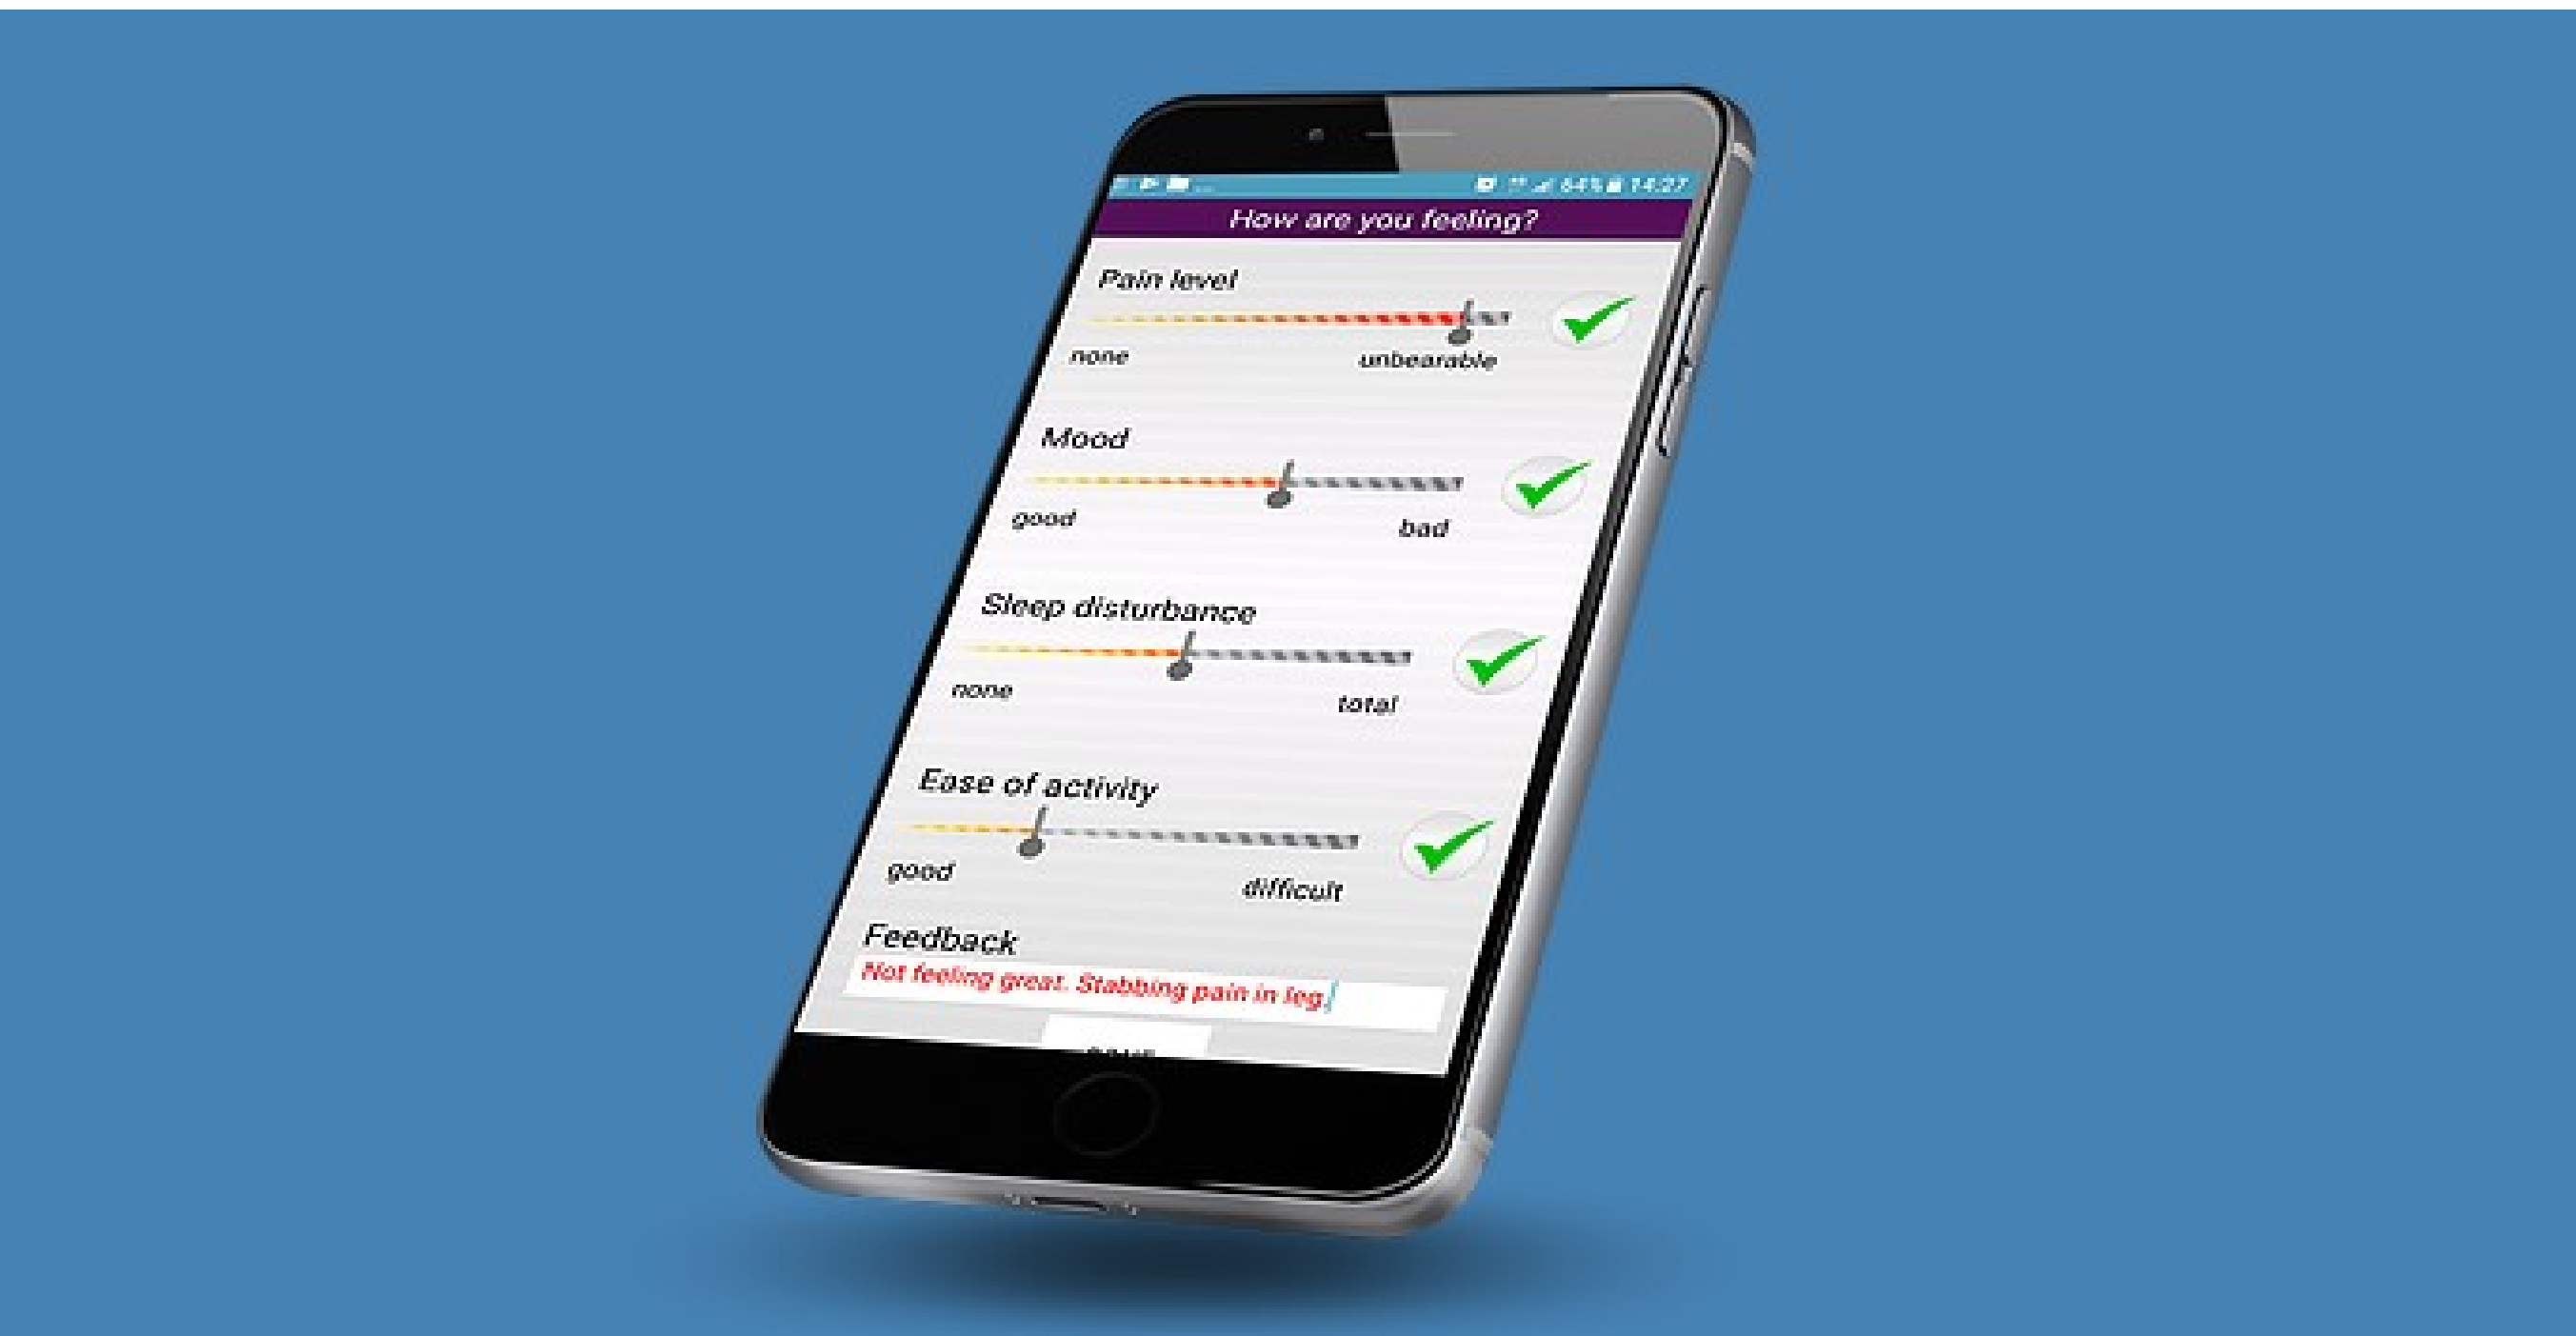 64% 14:27
How are you feeling?
Pain level
none unbearable
Mood
good bad
Sleep disturbance
none total
Ease of activity
good difficult
Feedback
Not feeling great. Stabbing pain in leg.